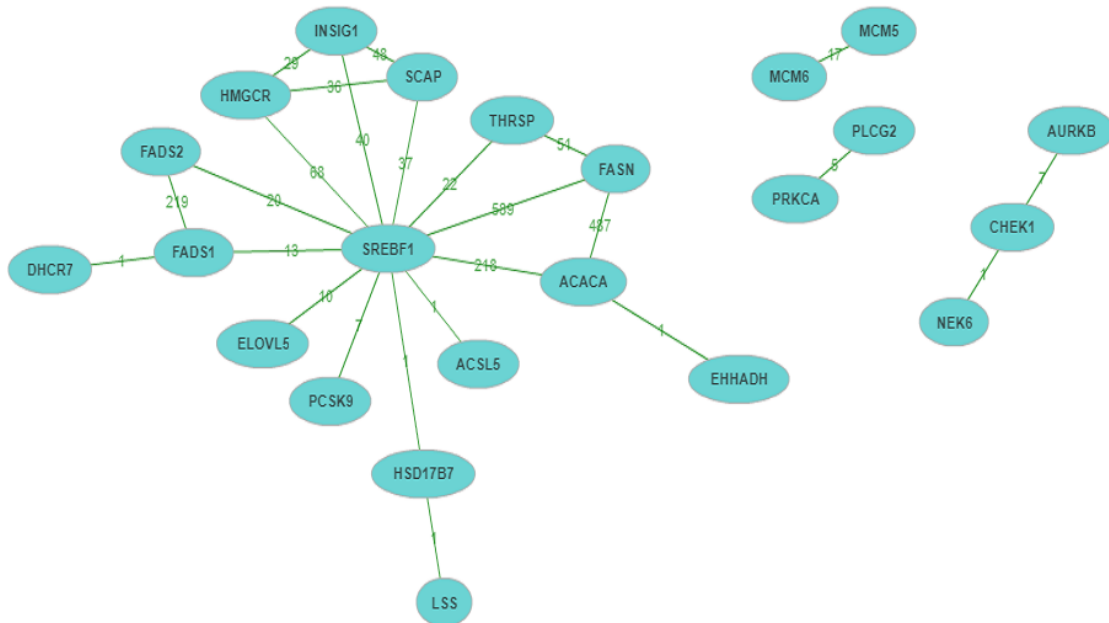 INSIG1
MCM5
48
29
17
SCAP
MCM6
36
HMGCR
THRSP
PLCG2
AURKB
40
51
FADS2
37
5
FASN
68
7
22
PRKCA
219
20
589
487
CHEK1
FADS1
13
SREBF1
DHCR7
1
218
1
ACACA
10
1
NEK6
7
1
ELOVL5
1
ACSL5
EHHADH
PCSK9
HSD17B7
1
LSS